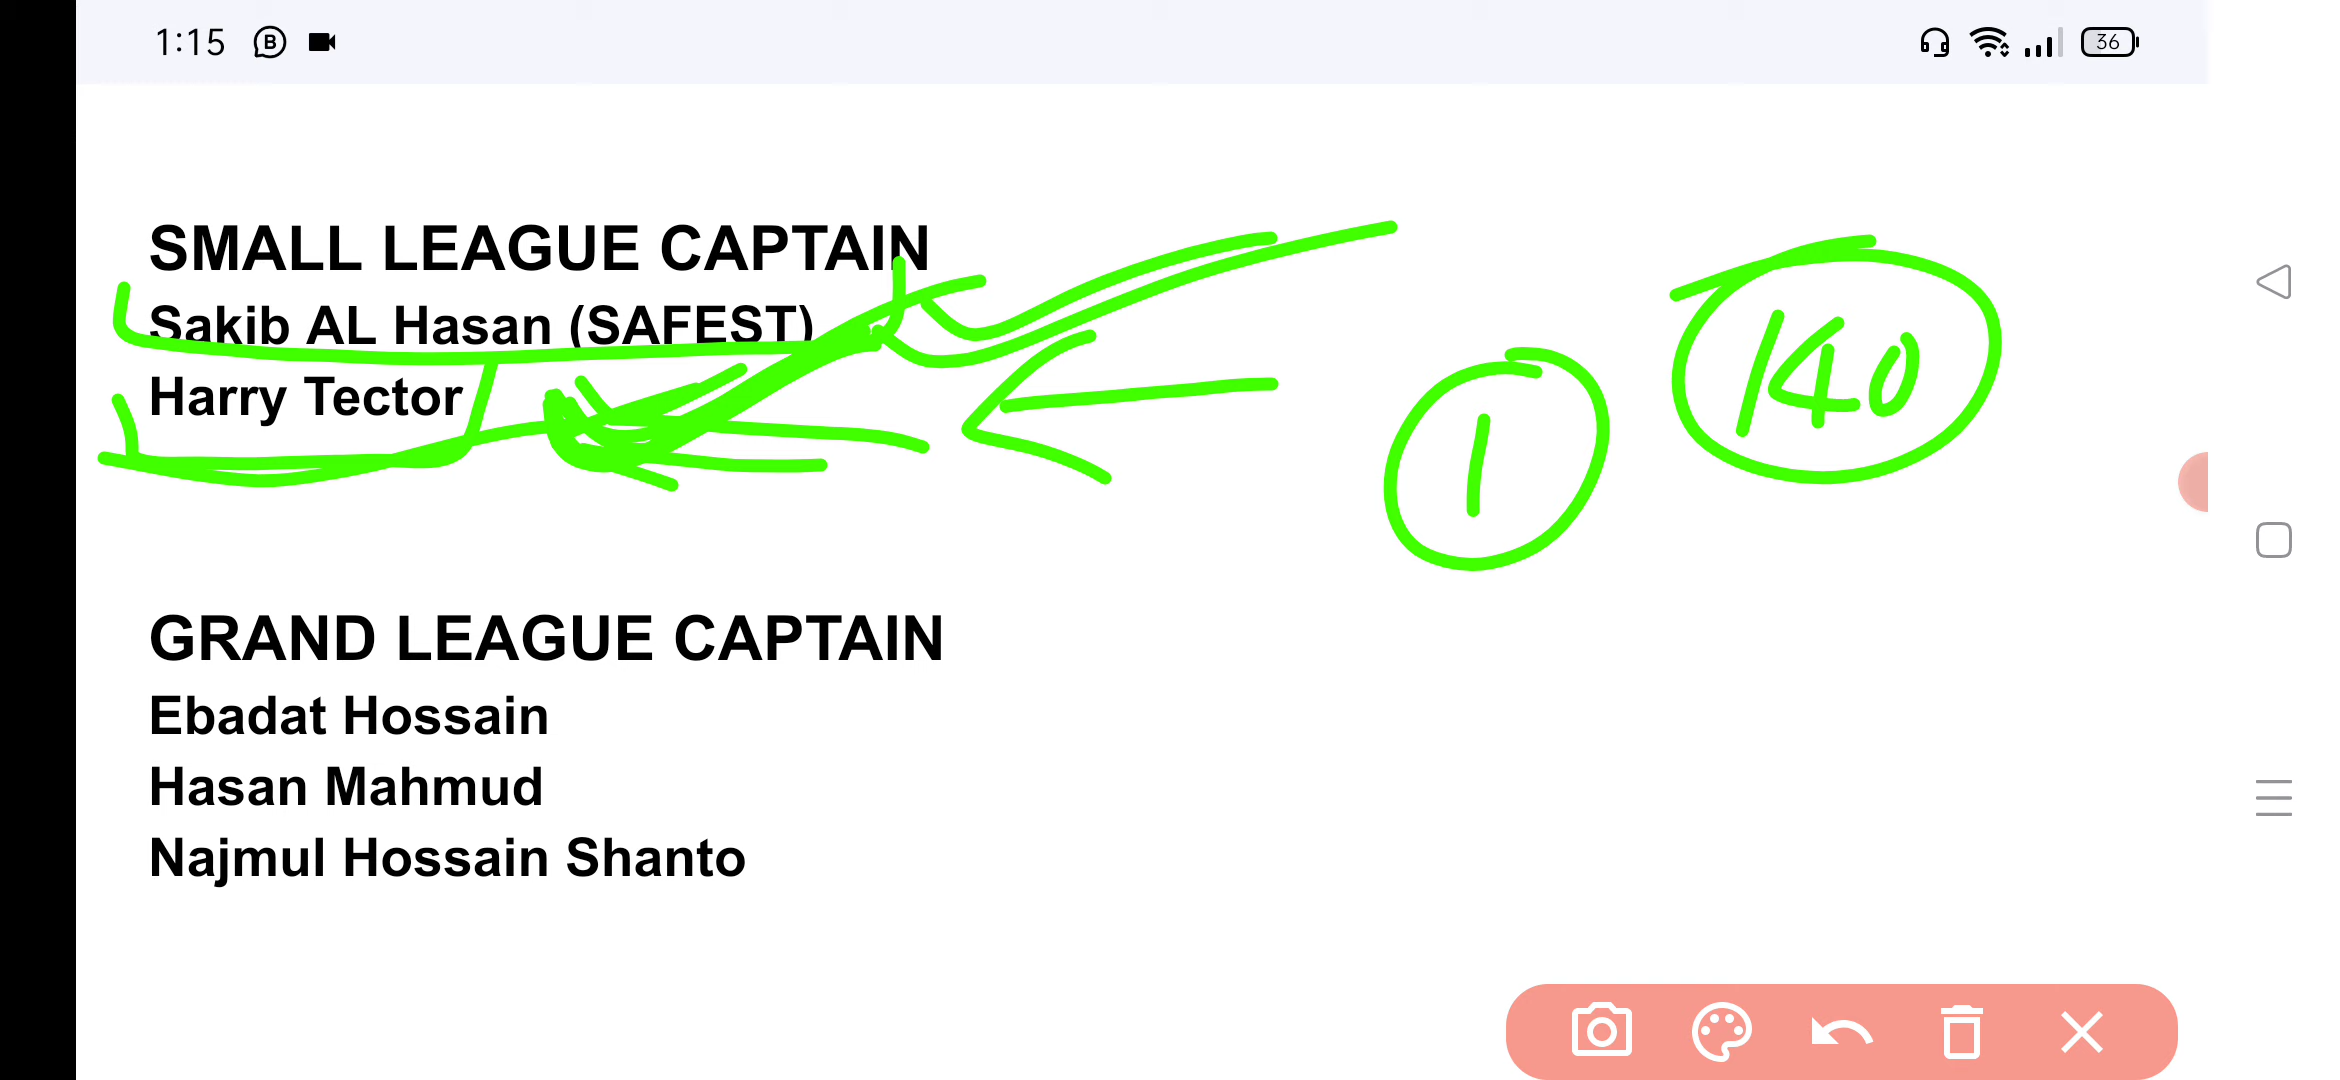 1:15
36
SMALL LEAGUE CAPTAIN
Sakib AL Hasan (SAFEST)
Harry Tector
1
140
GRAND LEAGUE CAPTAIN
Ebadat Hossain
Hasan Mahmud
Najmul Hossain Shanto